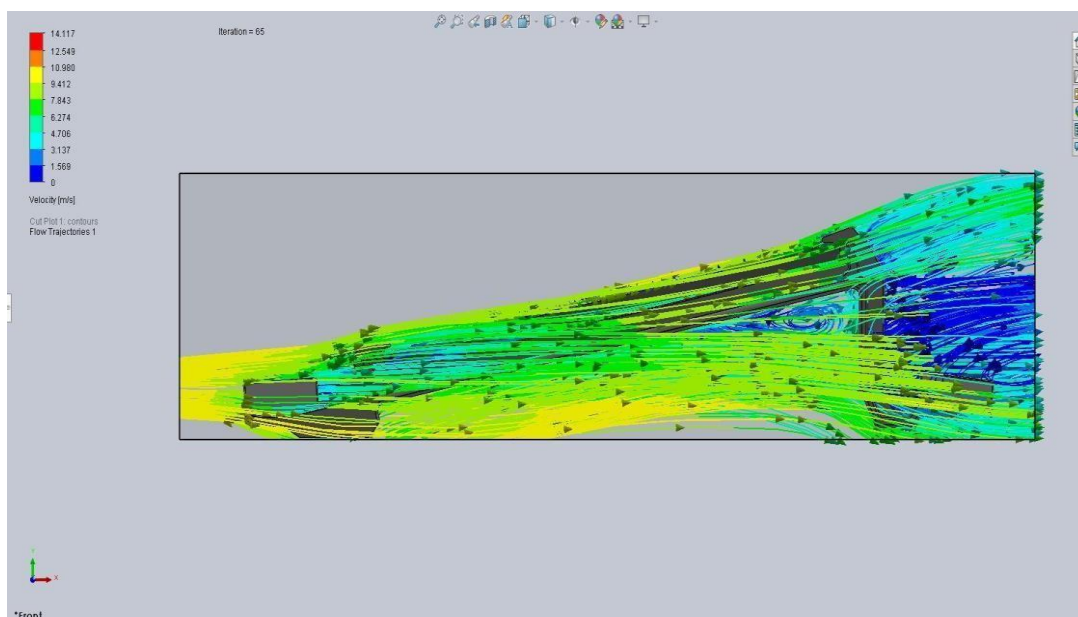 14.117
12.549
10.980
9.412
7.843
6.274
4.706
3.137
1.569
0
Velocity [m/s]
Cut Plot 1: contours
Flow Trajectories 1
Iteration = 65
Y
X
*Front